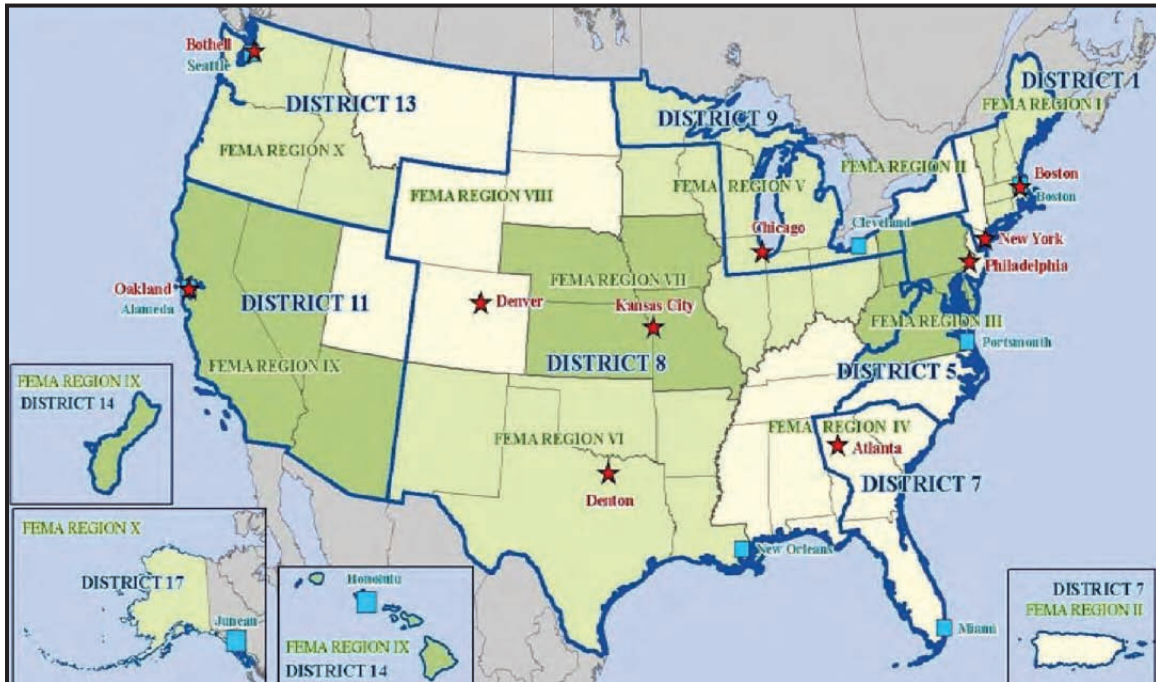 Bothell
Seattle
DISTRICT 13
FEMA REGION X
FEMA REGION VIII
DISTRICT 9
FEMA REGION V
DISTRICT 1
FEMA REGION I
FEMA REGION II
Boston
Boston
Cleveland
Chicago
New York
Philadelphia
Oakland
Alameda
DISTRICT 11
FEMA REGION IX
Denver
FEMA REGION VII
Kansas City
DISTRICT 8
FEMA REGION III
Portsmouth
DISTRICT 5
FEMA REGION VI
Denton
FEMA REGION IV
Atlanta
DISTRICT 7
New Orleans
Miami
FEMA REGION IX
DISTRICT 14
FEMA REGION X
DISTRICT 17
Juneau
Honolulu
FEMA REGION IX
DISTRICT 14
DISTRICT 7
FEMA REGION II